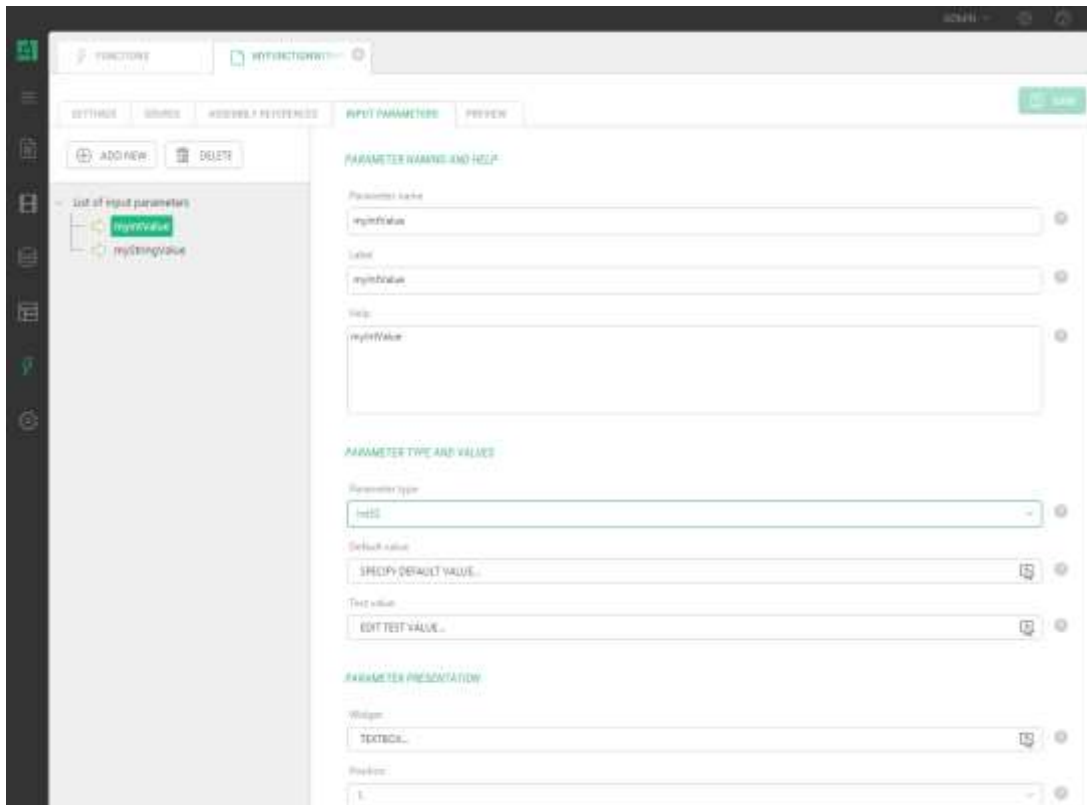 ADMIN
FUNCTIONS
MYFUNCTIONWITH
SETTINGS SOURCE ASSEMBLY REFERENCES INPUT PARAMETERS PREVIEW
SAVE
ADD NEW DELETE
PARAMETER NAMING AND HELP
Parameter name
List of input parameters
myIntValue
myIntValue
myStringValue
Label
myIntValue
Help
myIntValue
PARAMETER TYPE AND VALUES
Parameter type
Int32
Default value
SPECIFY DEFAULT VALUE...
Test value
EDIT TEST VALUE...
PARAMETER PRESENTATION
Widget
TEXTBOX...
Position
1.